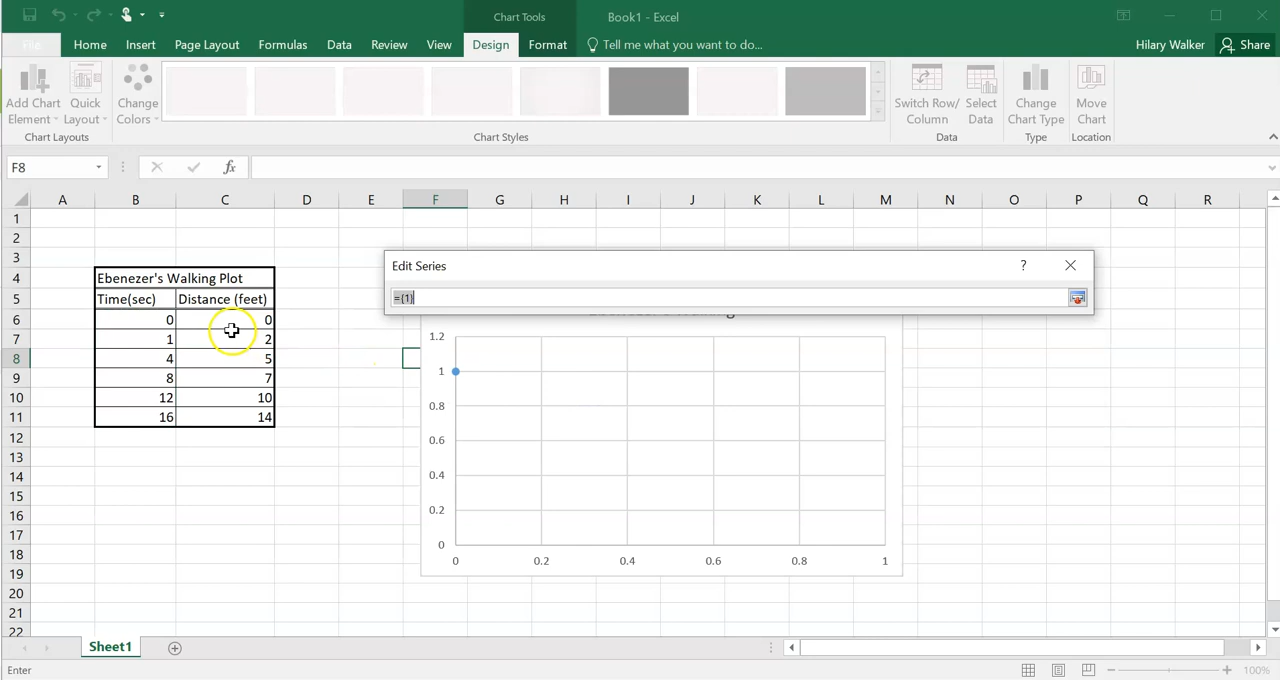 Chart Tools
Book1 - Excel
File
Home
Insert
Page Layout
Formulas
Data
Review
View
Design
Format
Tell me what you want to do...
Hilary Walker
Share
Add Chart Element
Quick Layout
Change Colors
Switch Row/ Column
Select Data
Change Chart Type
Move Chart
Chart Layouts
Chart Styles
Data
Type
Location
F8
fx
A B C D E F G H I J K L M N O P Q R
1
2
3
4 Ebenezer's Walking Plot
5 Time(sec) Distance (feet)
6 0 0
7 1 2
8 4 5
9 8 7
10 12 10
11 16 14
12
13
14
15
16
17
18
19
20
21
22
Edit Series
?
={1}
1.2
1
0.8
0.6
0.4
0.2
0
0 0.2 0.4 0.6 0.8 1
Sheet1
Enter
100%